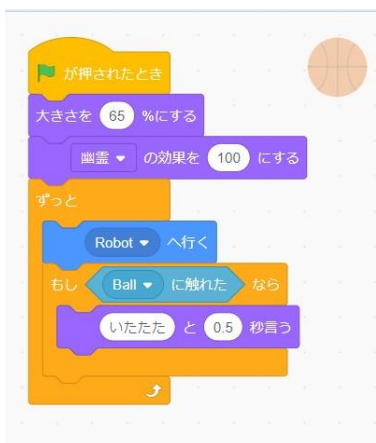 が押されたとき
大きさを 65 %にする
幽霊 の効果を 100 にする
ずっと
Robot へ行く
もし Ball に触れた なら
いたたた と 0.5 秒言う